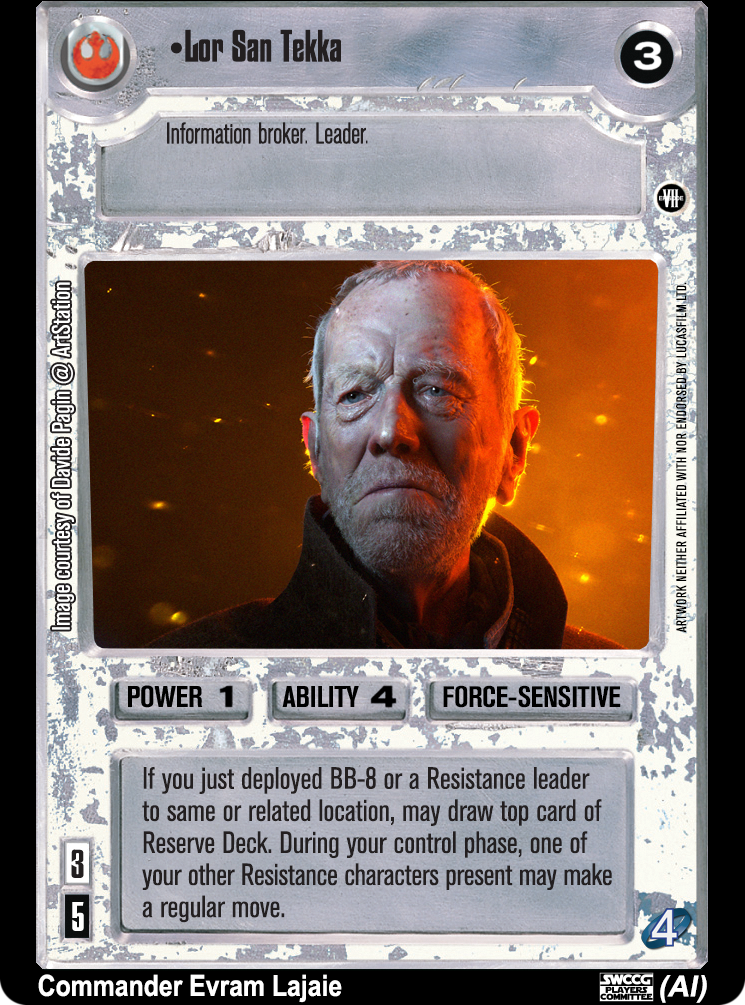 •Lor San Tekka
3
Information broker. Leader.
EPISODE
VII
Image courtesy of Davide Pagin @ ArtStation
ARTWORK NEITHER AFFILIATED WITH NOR ENDORSED BY LUCASFILM LTD.
POWER 1
ABILITY 4
FORCE-SENSITIVE
If you just deployed BB-8 or a Resistance leader
to same or related location, may draw top card of
Reserve Deck. During your control phase, one of
your other Resistance characters present may make
a regular move.
3
5
4
Commander Evram Lajaie
SWCCG
PLAYERS
COMMITTEE
(AI)